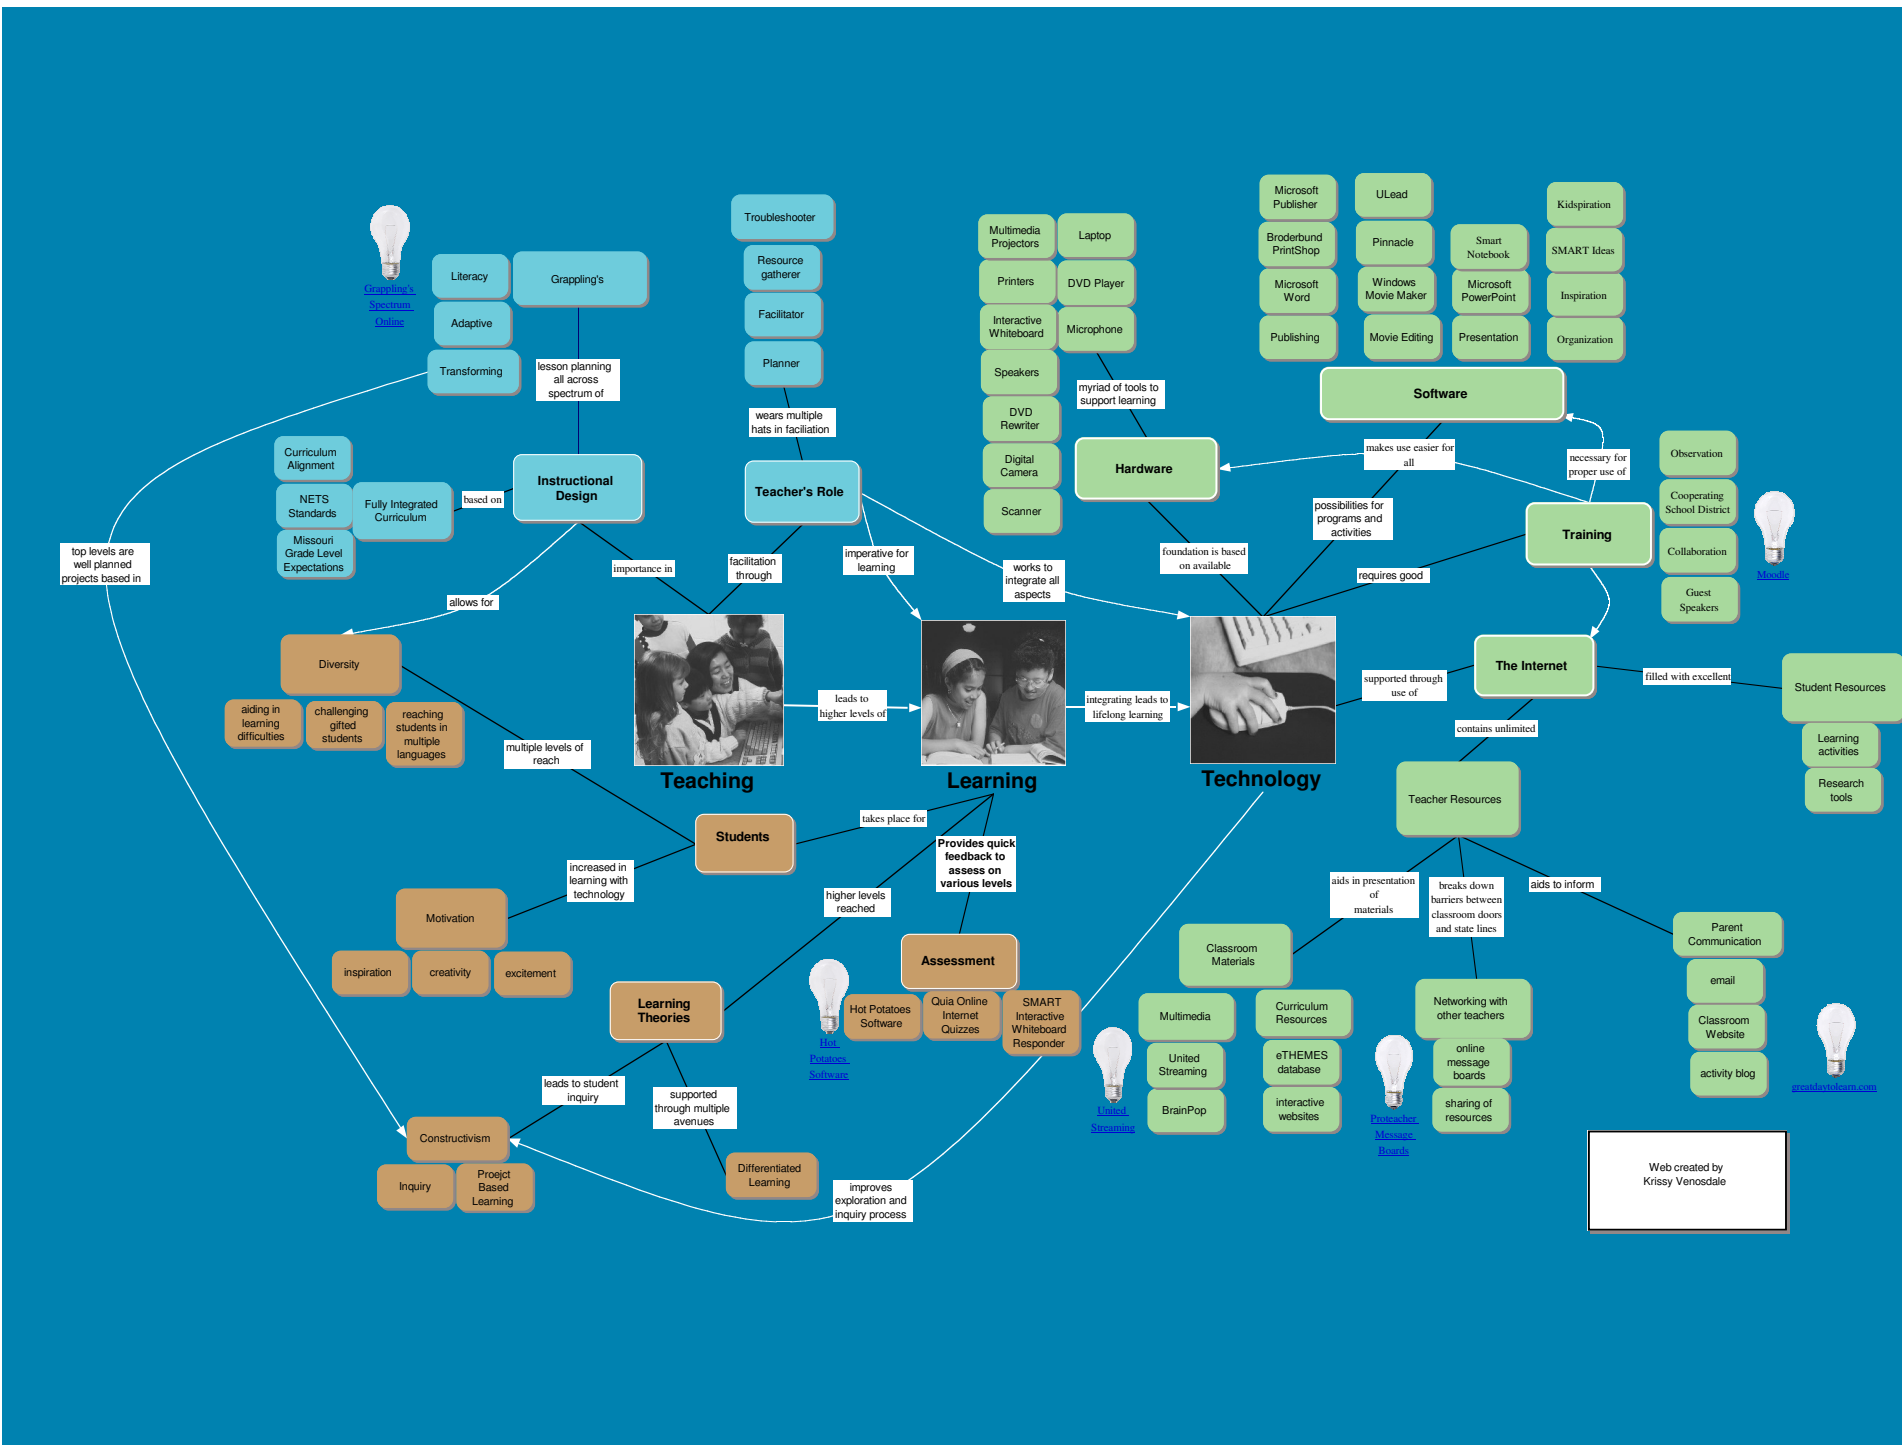 Grappling's
Spectrum
Online
Literacy
Adaptive
Transforming
Grappling's
lesson planning
all across
spectrum of
Troubleshooter
Resource
gatherer
Facilitator
Planner
wears multiple
hats in faciliation
Multimedia
Projectors
Printers
Interactive
Whiteboard
Speakers
DVD
Rewriter
Digital
Camera
Scanner
Laptop
DVD Player
Microphone
myriad of tools to
support learning
Microsoft
Publisher
Broderbund
PrintShop
Microsoft
Word
Publishing
ULead
Pinnacle
Windows
Movie Maker
Movie Editing
Smart
Notebook
Microsoft
PowerPoint
Presentation
Kidspiration
SMART Ideas
Inspiration
Organization
Software
makes use easier for
all
necessary for
proper use of
Hardware
possibilities for
programs and
activities
foundation is based
on available
requires good
Training
Observation
Cooperating
School District
Collaboration
Guest
Speakers
Moodle
Curriculum
Alignment
NETS
Standards
Missouri
Grade Level
Expectations
Fully Integrated
Curriculum
based on
Instructional
Design
Teacher's Role
top levels are
well planned
projects based in
allows for
importance in
facilitation
through
imperative for
learning
works to
integrate all
aspects
Diversity
aiding in
learning
difficulties
challenging
gifted
students
reaching
students in
multiple
languages
multiple levels of
reach
Teaching
leads to
higher levels of
Learning
integrating leads to
lifelong learning
Technology
supported through
use of
The Internet
filled with excellent
Student Resources
Learning
activities
Research
tools
contains unlimited
Teacher Resources
Students
takes place for
increased in
learning with
technology
Motivation
inspiration
creativity
excitement
Provides quick
feedback to
assess on
various levels
higher levels
reached
Assessment
Hot Potatoes
Software
Quia Online
Internet
Quizzes
SMART
Interactive
Whiteboard
Responder
Hot
Potatoes
Software
Learning
Theories
leads to student
inquiry
supported
through multiple
avenues
Constructivism
Inquiry
Proejct
Based
Learning
Differentiated
Learning
improves
exploration and
inquiry process
aids in presentation
of
materials
breaks down
barriers between
classroom doors
and state lines
aids to inform
Classroom
Materials
Multimedia
United
Streaming
BrainPop
Curriculum
Resources
eTHEMES
database
interactive
websites
United
Streaming
Networking with
other teachers
online
message
boards
sharing of
resources
Proteacher
Message
Boards
Parent
Communication
email
Classroom
Website
activity blog
greatdaytolearn.com
Web created by
Krissy Venosdale